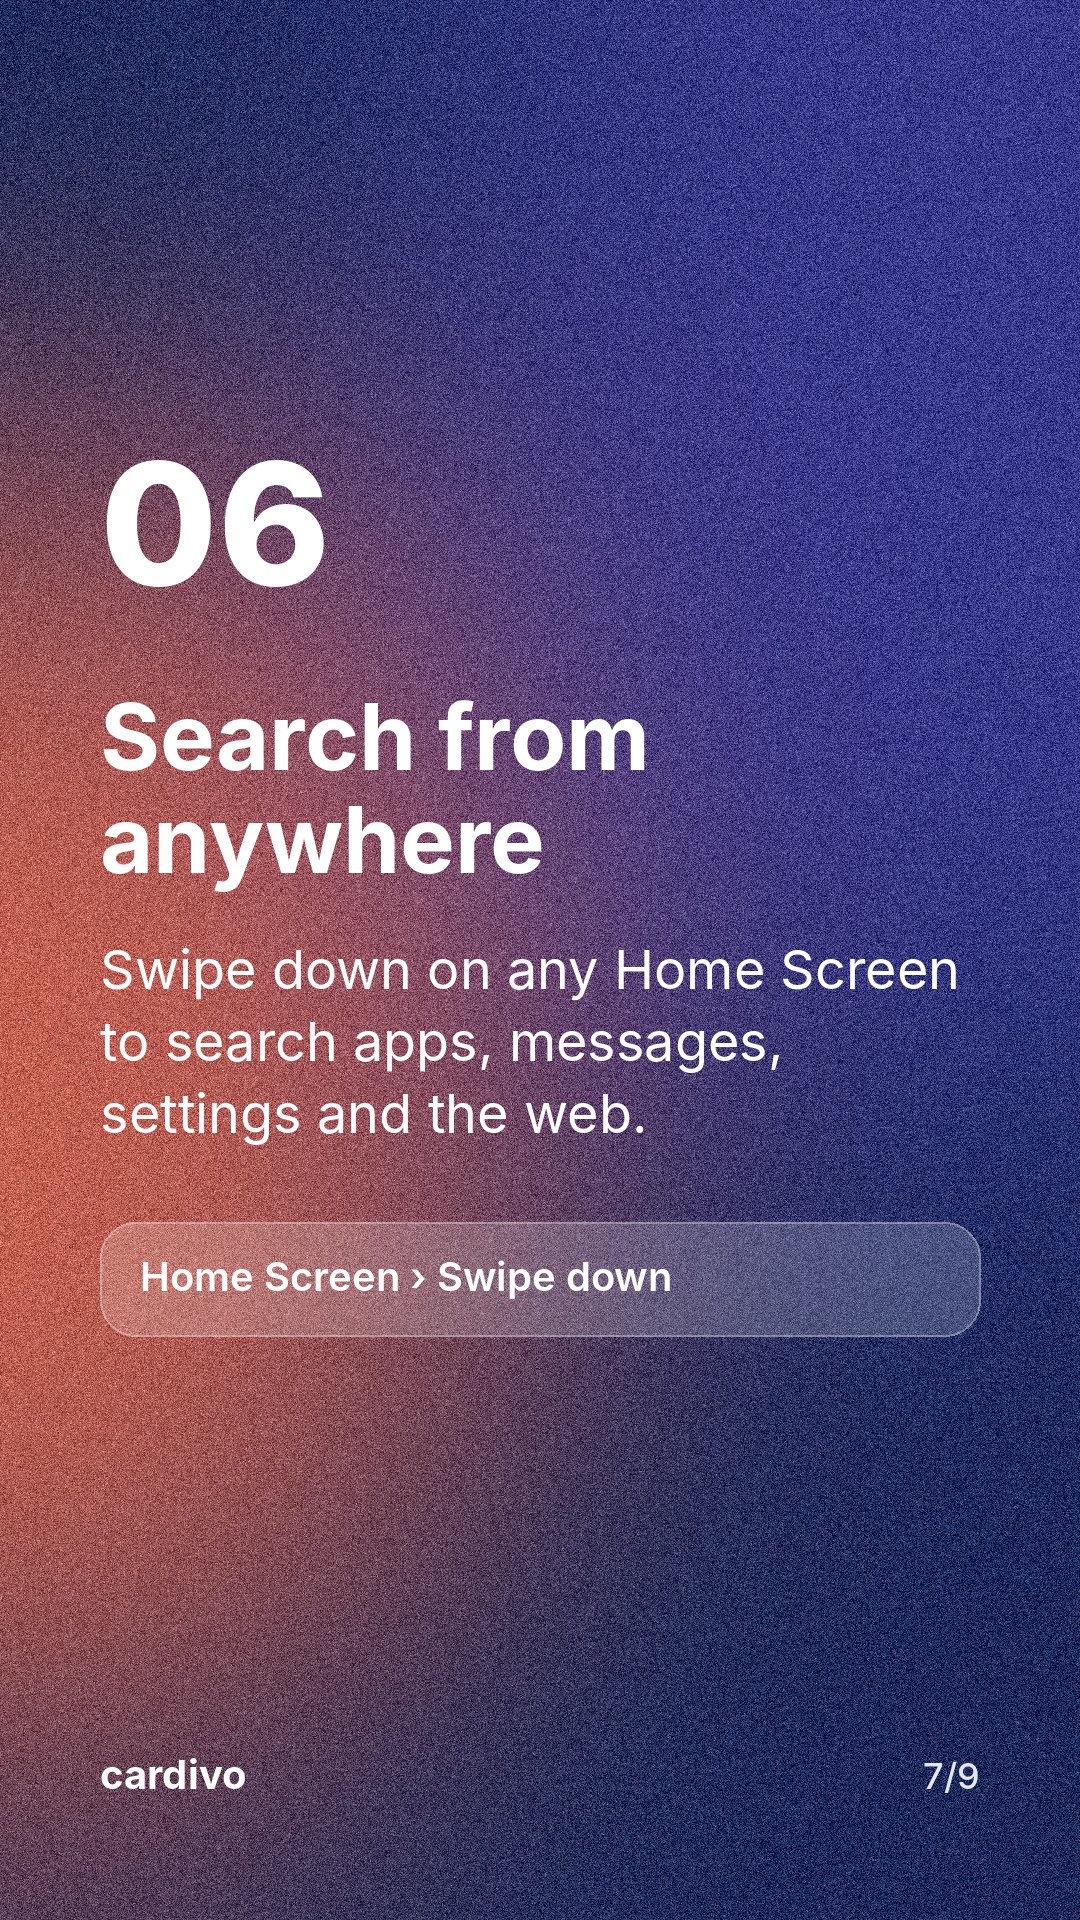 06
Search from
anywhere
Swipe down on any Home Screen
to search apps, messages,
settings and the web.
Home Screen › Swipe down
cardivo
7/9